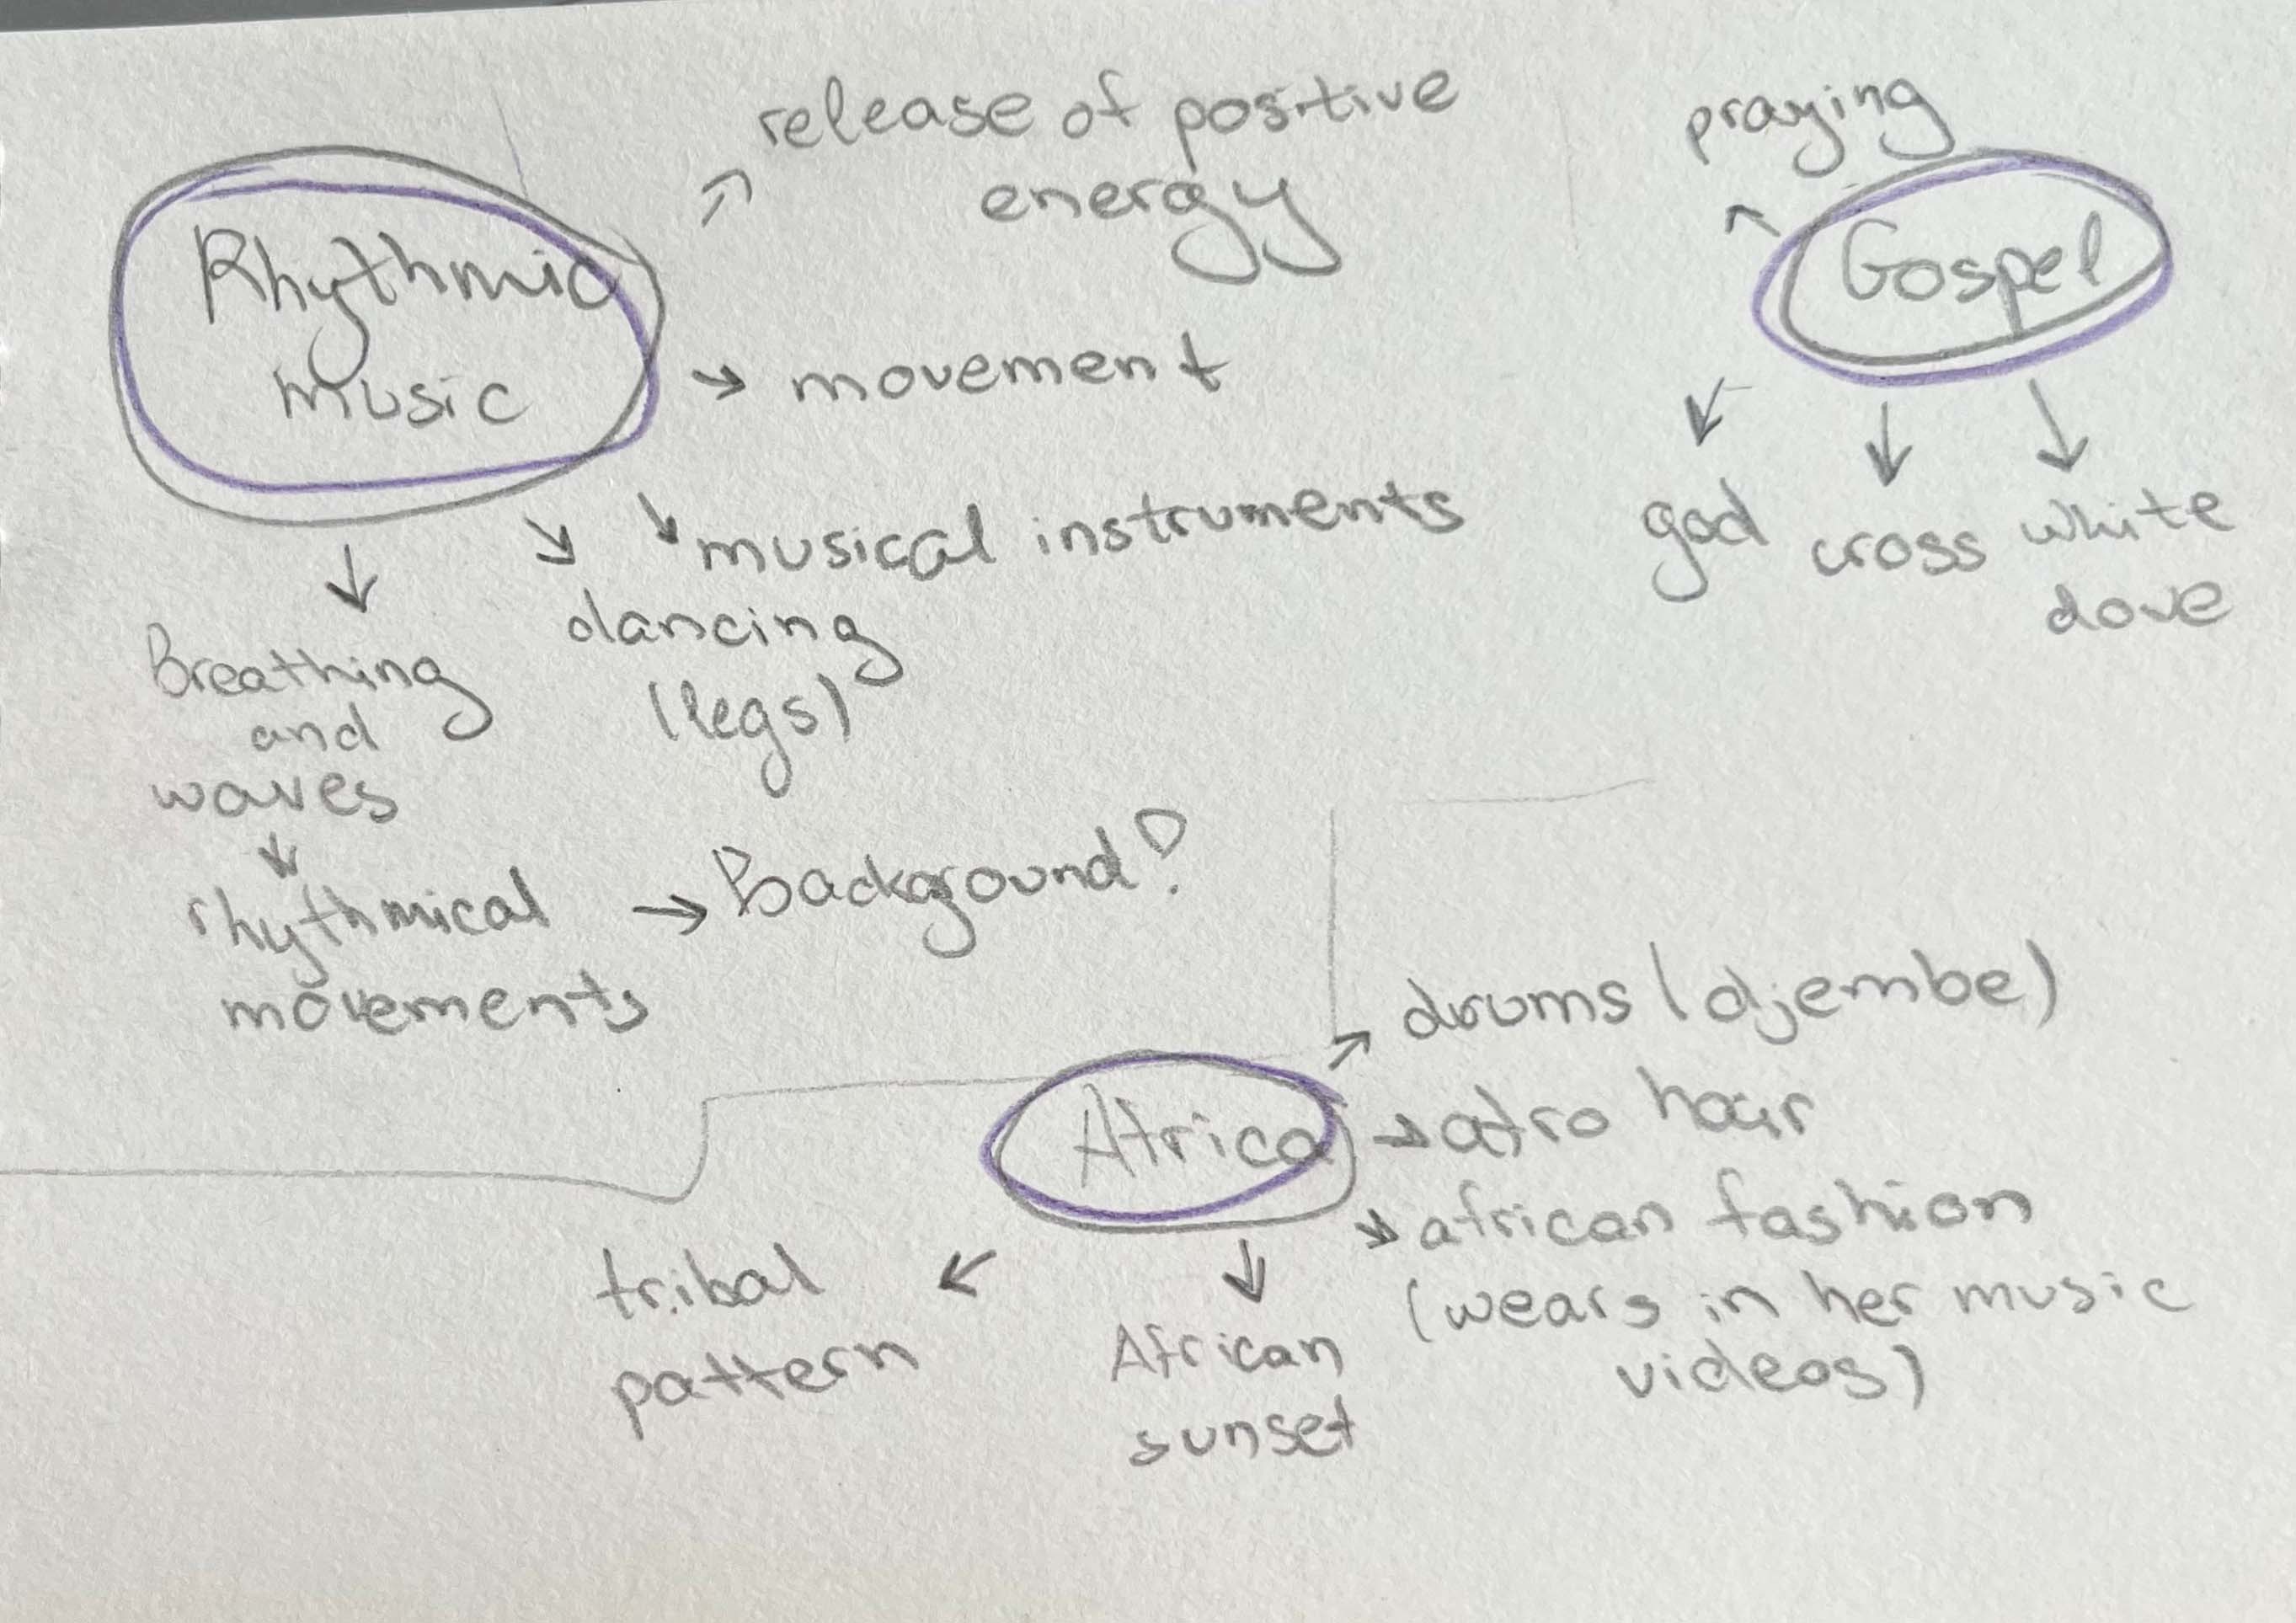 Rhythmic
music
release of positive
energy
movement
musical instruments
dancing
(legs)
Breathing
and
waves
rhythmical
movements
Background?
praying
Gospel
god
cross
white
dove
Africa
drums (djembe)
afro hair
african fashion
(wears in her music
videos)
African
sunset
tribal
pattern